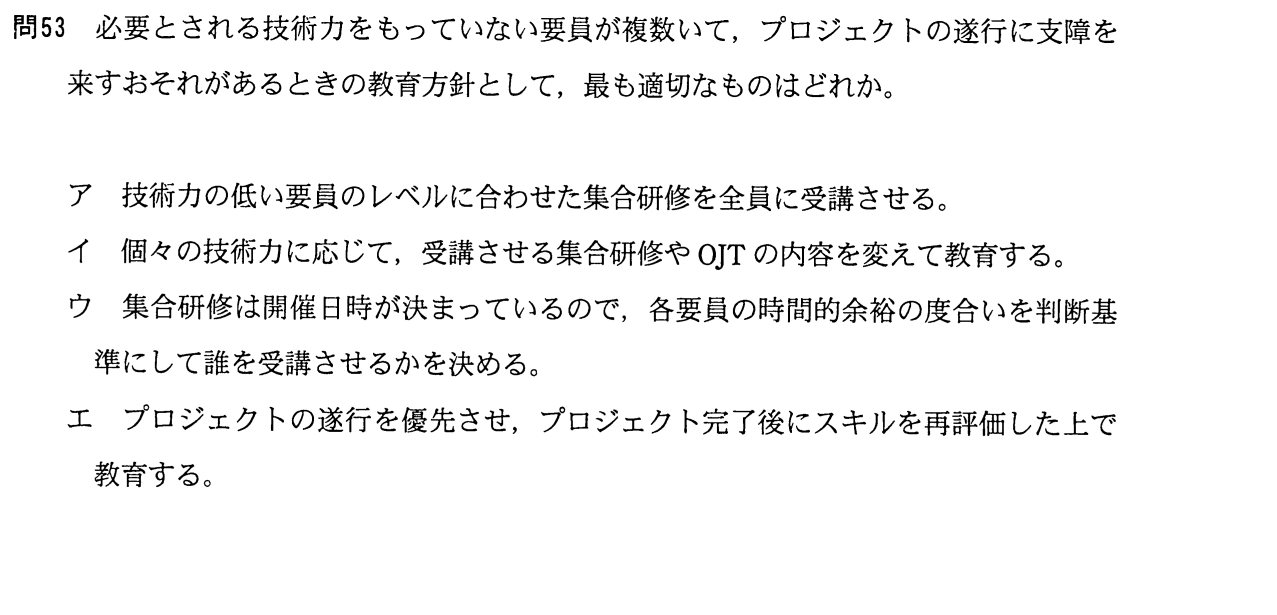 問53　必要とされる技術力をもっていない要員が複数いて，プロジェクトの遂行に支障を
来すおそれがあるときの教育方針として，最も適切なものはどれか。
ア　技術力の低い要員のレベルに合わせた集合研修を全員に受講させる。
イ　個々の技術力に応じて，受講させる集合研修や OJT の内容を変えて教育する。
ウ　集合研修は開催日時が決まっているので，各要員の時間的余裕の度合いを判断基
準にして誰を受講させるかを決める。
エ　プロジェクトの遂行を優先させ，プロジェクト完了後にスキルを再評価した上で
教育する。